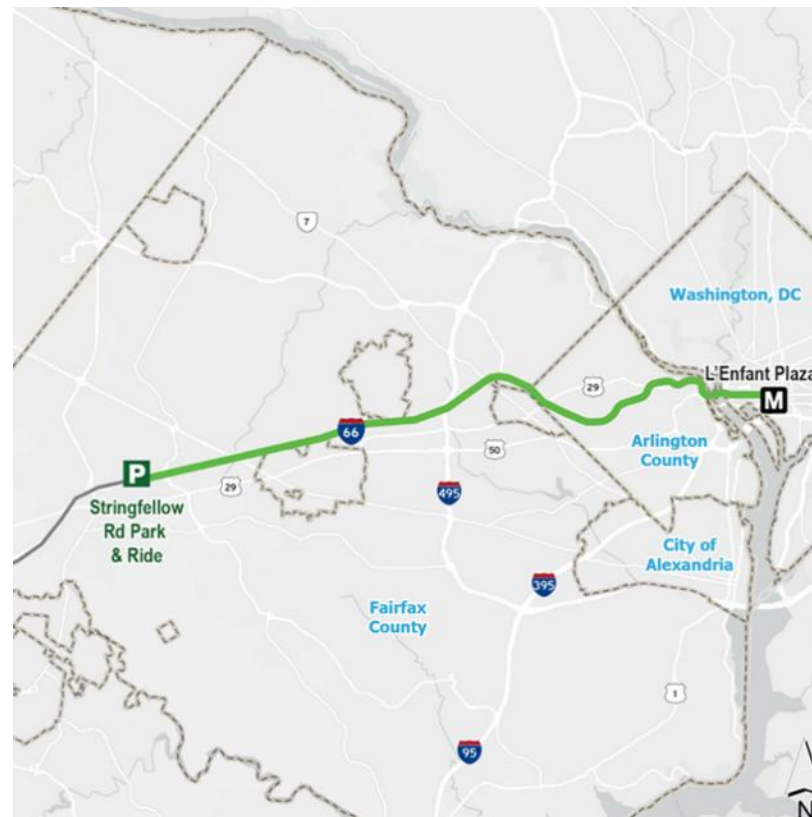 7
Washington, DC
L'Enfant Plaza
M
29
66
50
Arlington
County
P
29
Stringfellow
Rd Park
& Ride
495
City of
Alexandria
395
Fairfax
County
1
95
N